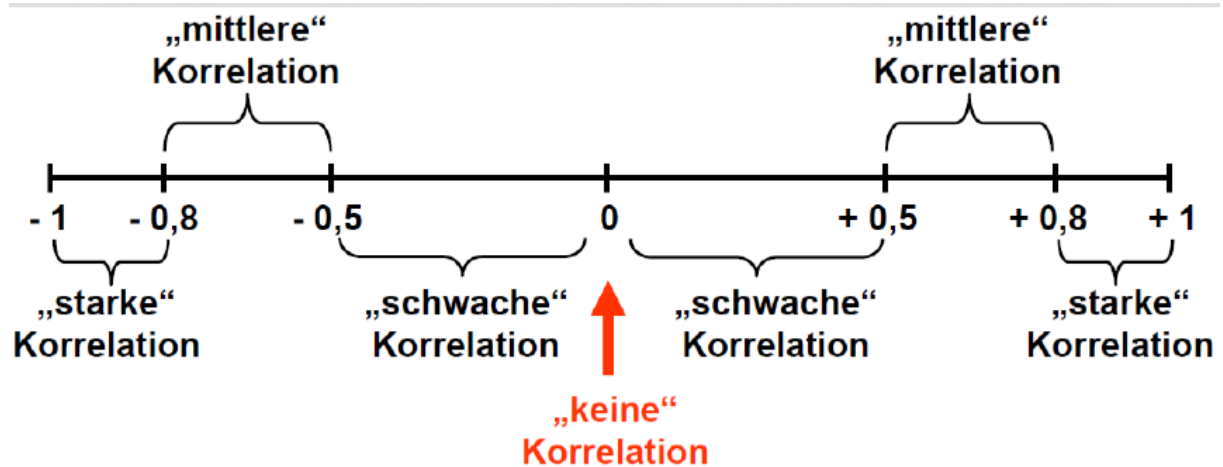 „mittlere“
Korrelation
„mittlere“
Korrelation
- 1
- 0,8
- 0,5
0
+ 0,5
+ 0,8
+ 1
„starke“
Korrelation
„schwache“
Korrelation
„schwache“
Korrelation
„starke“
Korrelation
„keine“
Korrelation